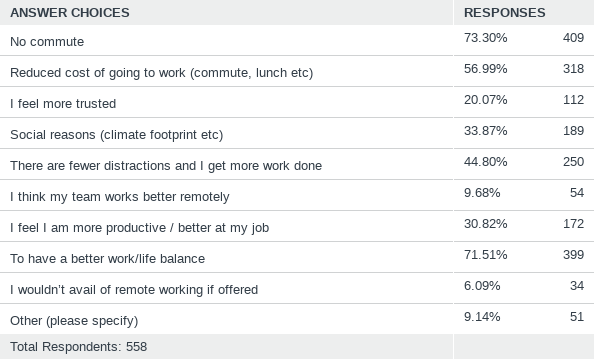 ANSWER CHOICES RESPONSES
No commute 73.30% 409
Reduced cost of going to work (commute, lunch etc) 56.99% 318
I feel more trusted 20.07% 112
Social reasons (climate footprint etc) 33.87% 189
There are fewer distractions and I get more work done 44.80% 250
I think my team works better remotely 9.68% 54
I feel I am more productive / better at my job 30.82% 172
To have a better work/life balance 71.51% 399
I wouldn't avail of remote working if offered 6.09% 34
Other (please specify) 9.14% 51
Total Respondents: 558